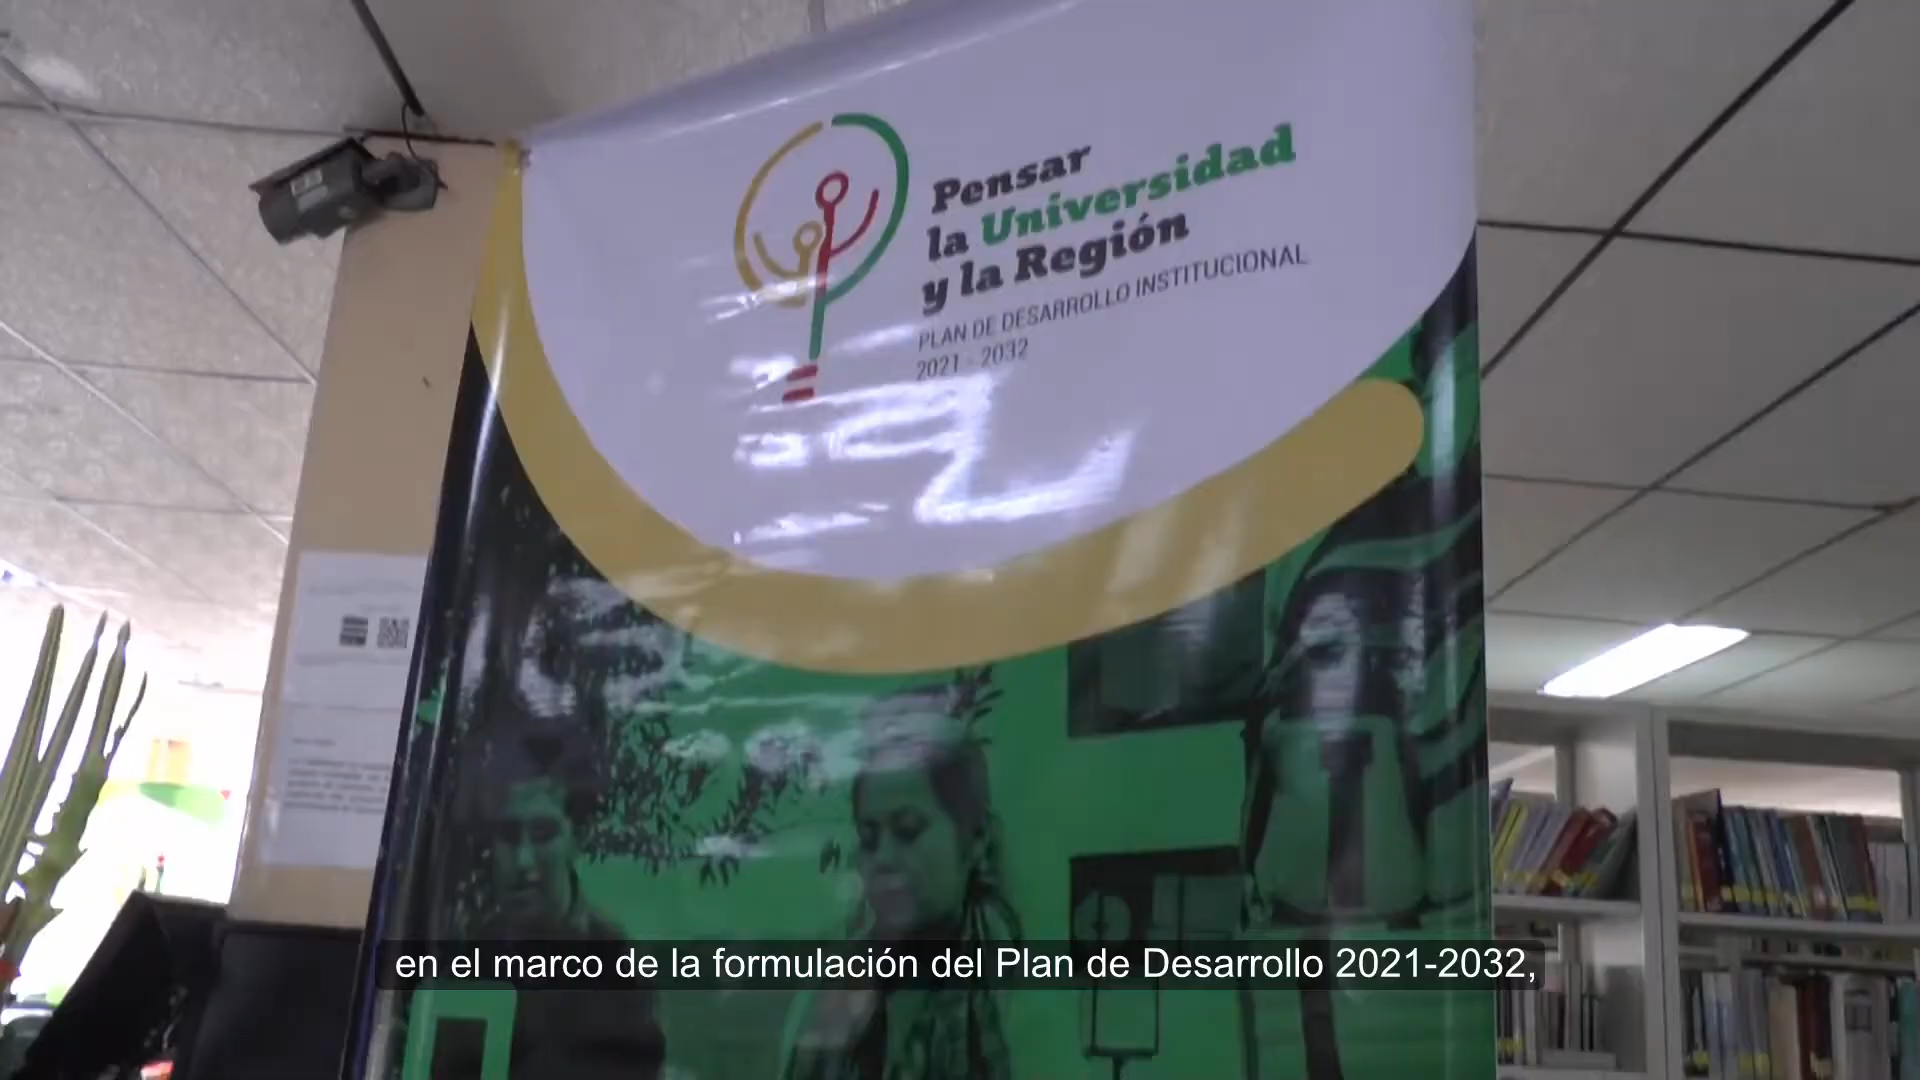 Pensar
la Universidad
y la Región
PLAN DE DESARROLLO INSTITUCIONAL
2021 - 2032
en el marco de la formulación del Plan de Desarrollo 2021-2032,